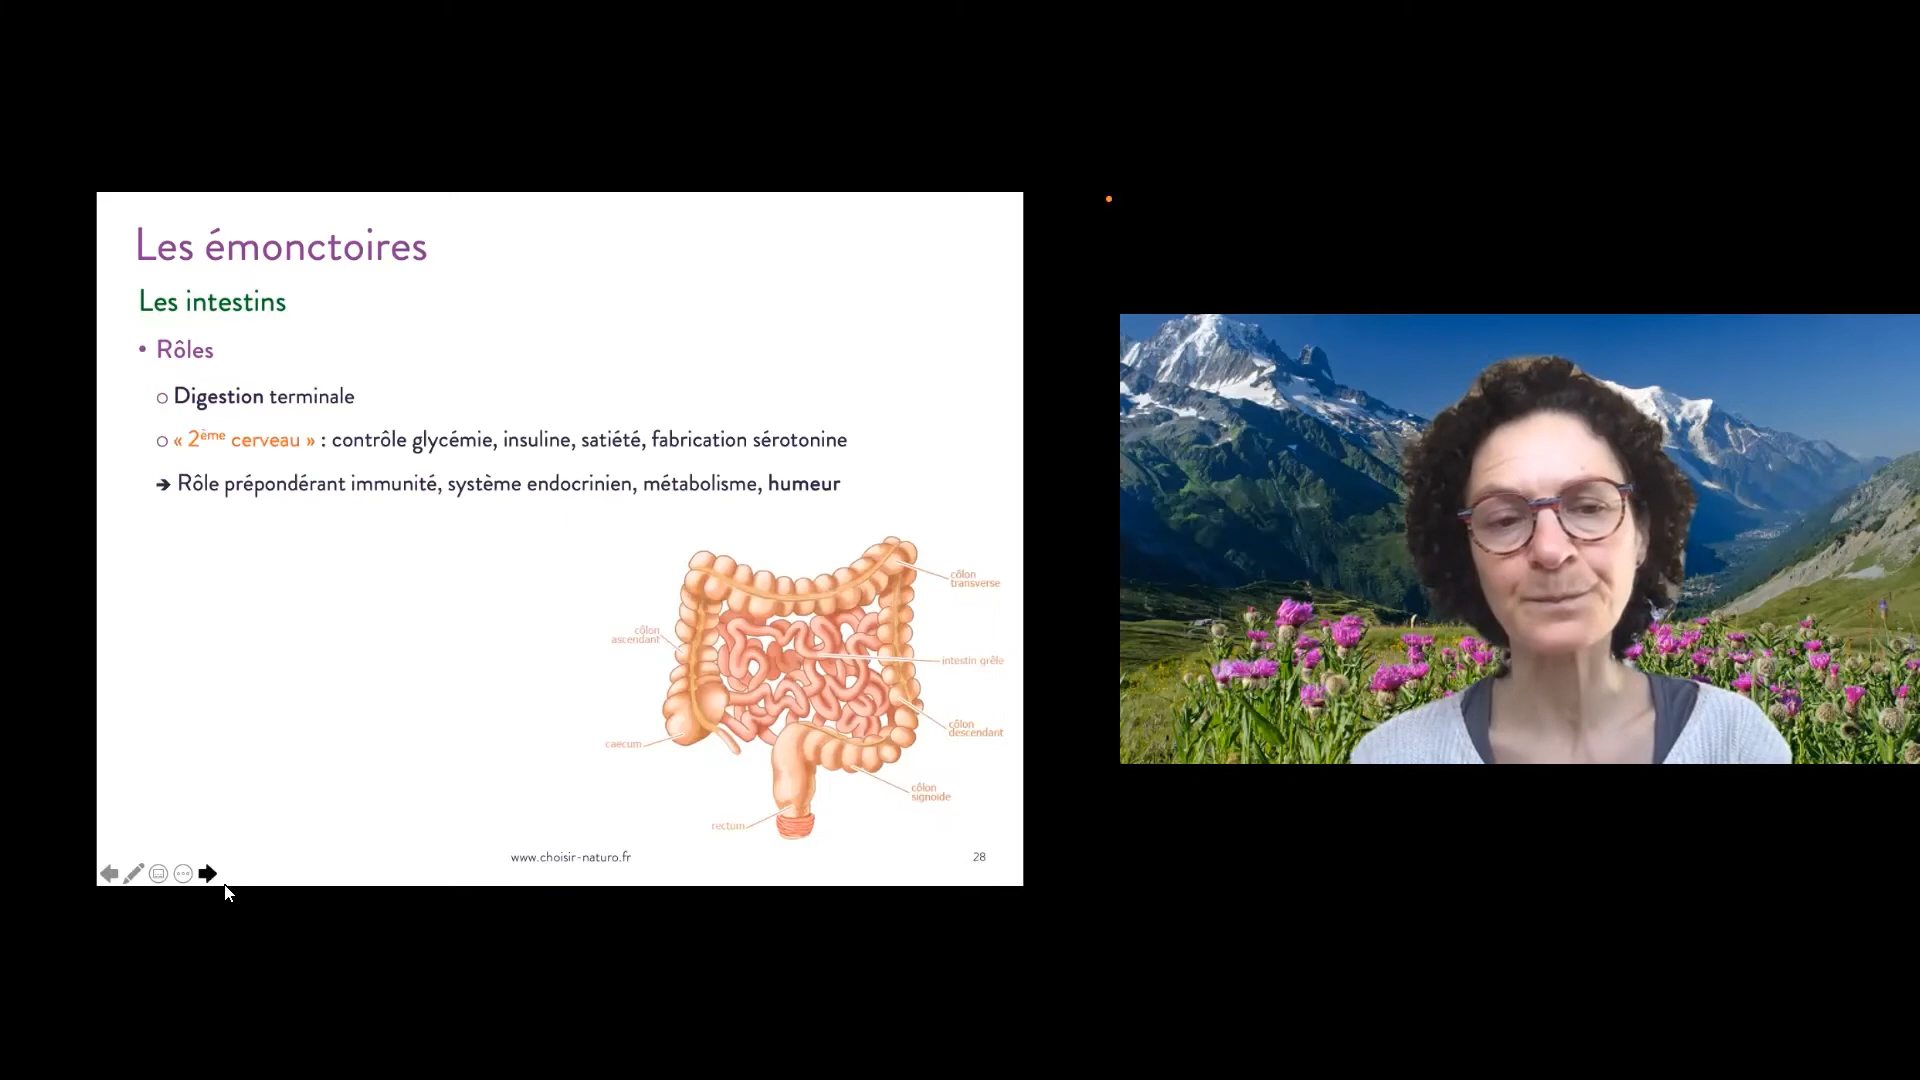 Les émonctoires
Les intestins
• Rôles
o Digestion terminale
o « 2ème cerveau » : contrôle glycémie, insuline, satiété, fabrication sérotonine
➔ Rôle prépondérant immunité, système endocrinien, métabolisme, humeur
côlon
transverse
côlon
ascendant
intestin grêle
côlon
descendant
caecum
côlon
signoïde
rectum
www.choisir-naturo.fr
28